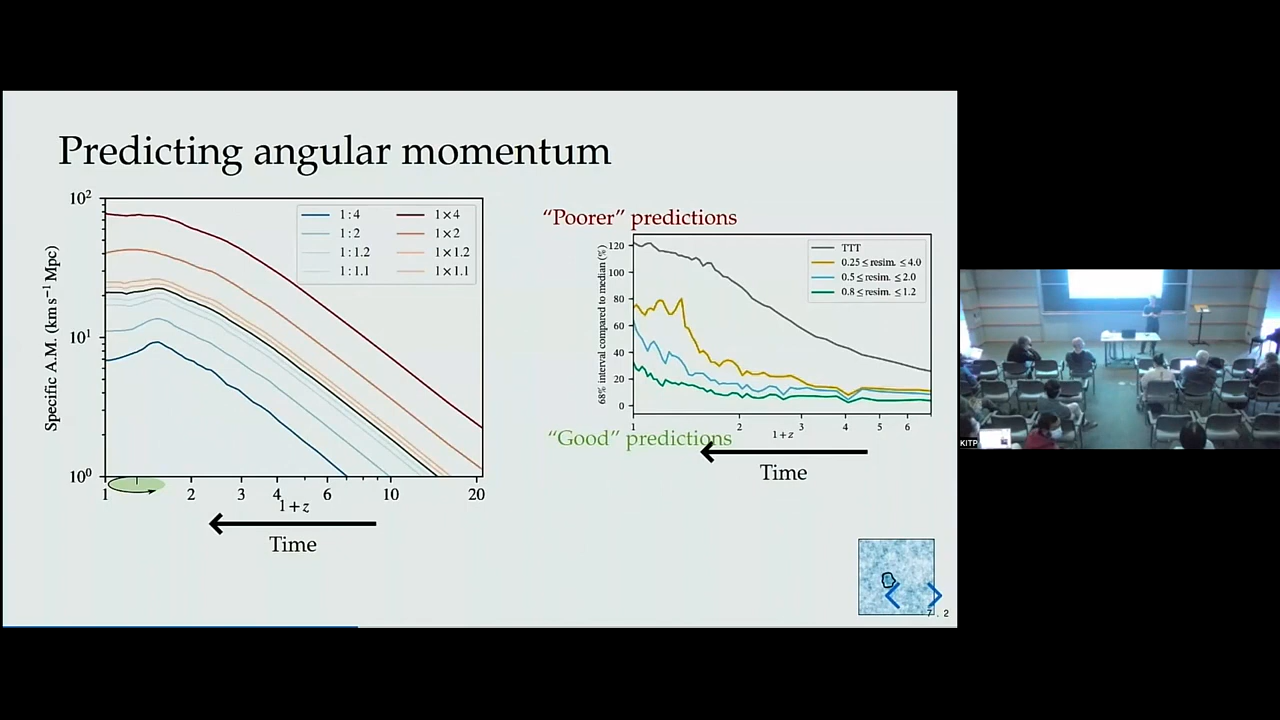 Predicting angular momentum
10²
10¹
10⁰
Specific A.M. (km s⁻¹ Mpc)
1:4
1:2
1:1.2
1:1.1
1×4
1×2
1×1.2
1×1.1
1
2
3
4
6
10
20
1+z
Time
"Poorer" predictions
120
100
80
60
40
20
0
68% interval compared to median (%)
TTT
0.25≤resim. ≤4.0
0.5≤resim. ≤2.0
0.8≤resim. ≤1.2
1
2
3
4
5
6
1+z
"Good" predictions
Time
7.2
KITP